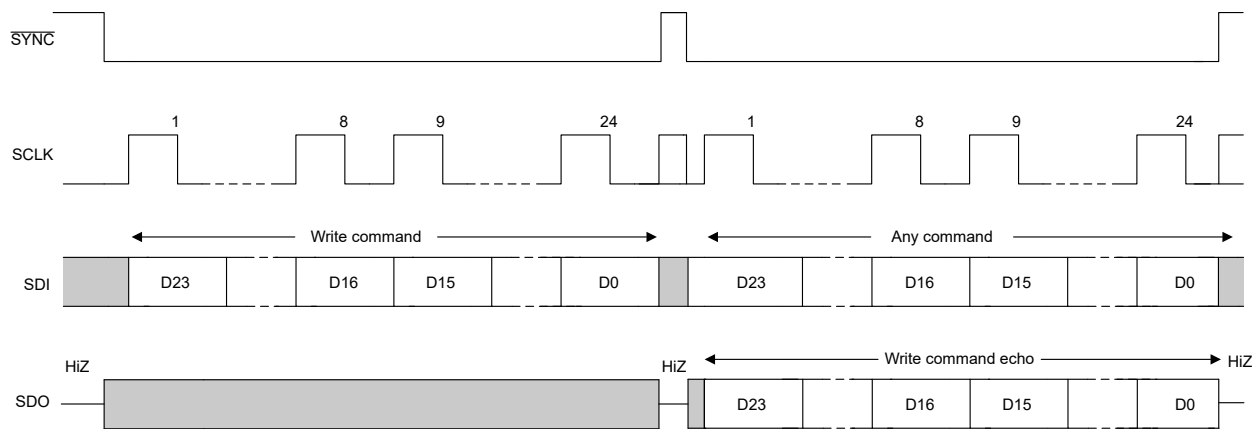 SYNC
1 8 9 24 1 8 9 24
SCLK
Write command Any command
SDI D23 D16 D15 D0 D23 D16 D15 D0
HiZ HiZ Write command echo HiZ
SDO D23 D16 D15 D0